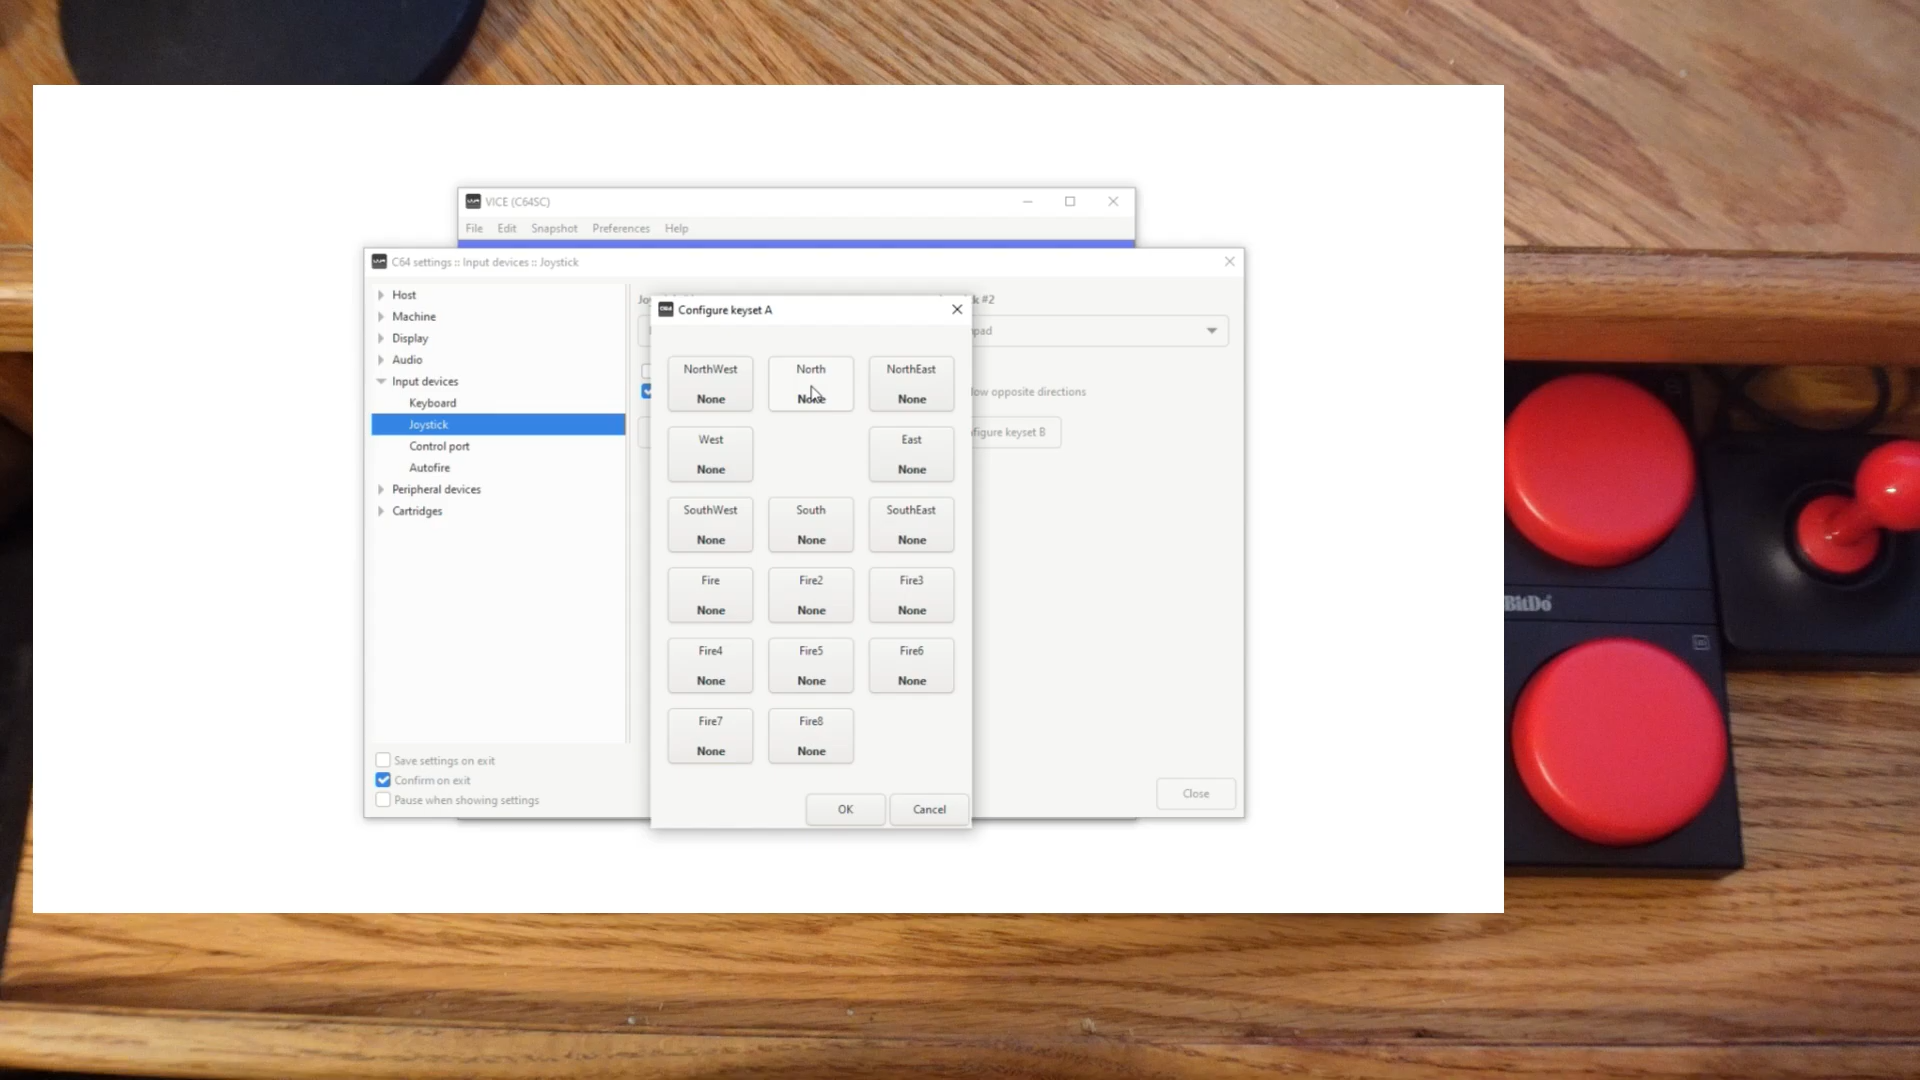 VICE (C64SC)
File Edit Snapshot Preferences Help
C64 settings :: Input devices :: Joystick
Host
Machine
Display
Audio
Input devices
Keyboard
Joystick
Control port
Autofire
Peripheral devices
Cartridges
Save settings on exit
Confirm on exit
Pause when showing settings
#2
opposite directions
keyset B
Close
Configure keyset A
NorthWest North NorthEast
None None None
West East
None None
SouthWest South SouthEast
None None None
Fire Fire2 Fire3
None None None
Fire4 Fire5 Fire6
None None None
Fire7 Fire8
None None
OK Cancel
BitDo